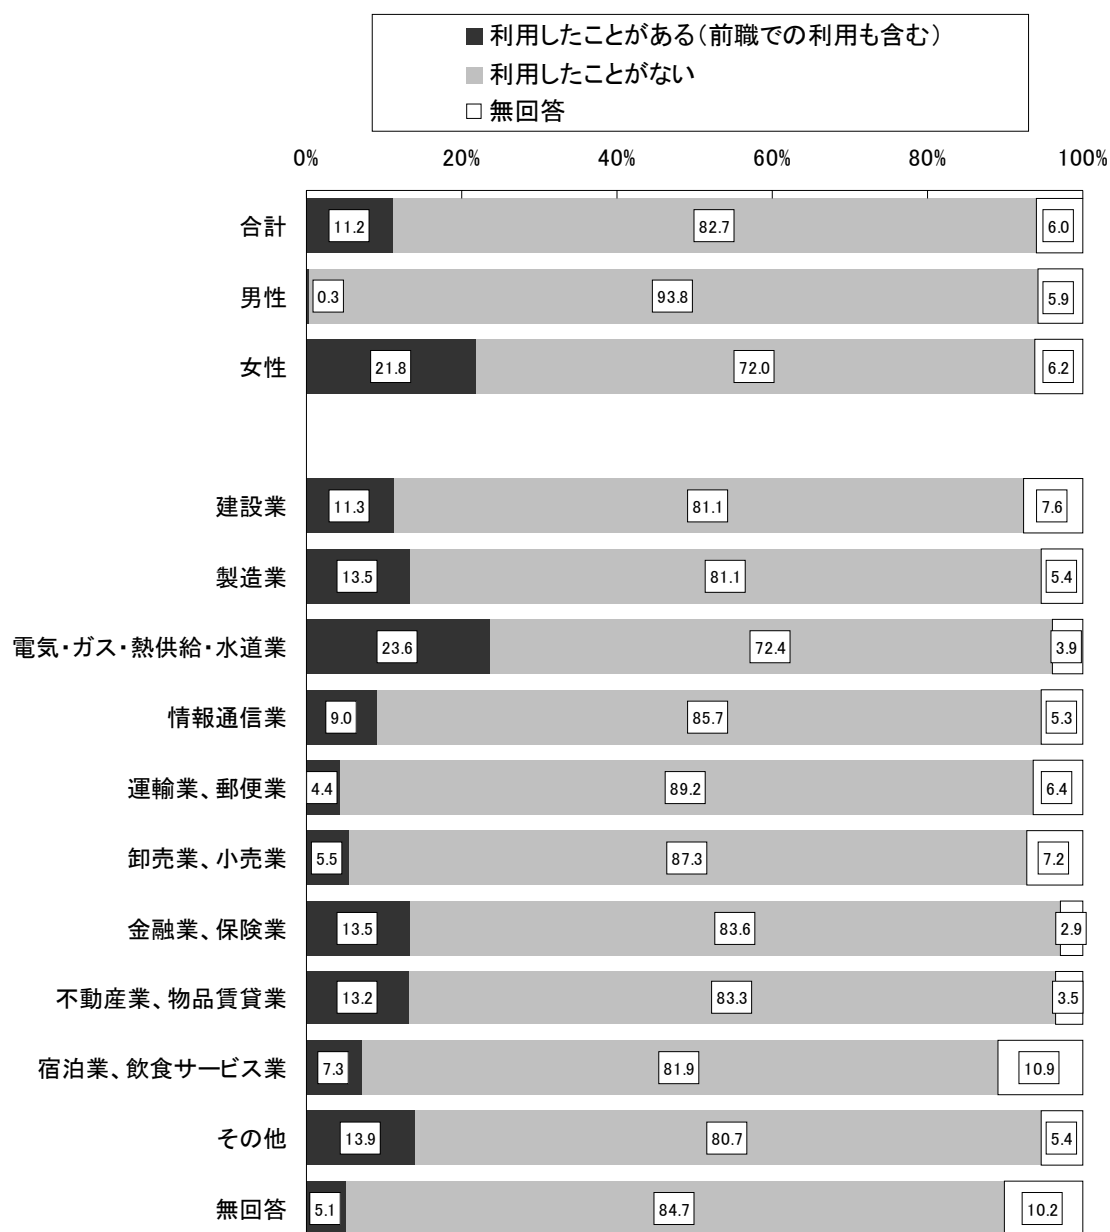 ■利用したことがある（前職での利用も含む）
■利用したことがない
□無回答
0% 20% 40% 60% 80% 100%
合計 11.2 82.7 6.0
男性 0.3 93.8 5.9
女性 21.8 72.0 6.2
建設業 11.3 81.1 7.6
製造業 13.5 81.1 5.4
電気・ガス・熱供給・水道業 23.6 72.4 3.9
情報通信業 9.0 85.7 5.3
運輸業、郵便業 4.4 89.2 6.4
卸売業、小売業 5.5 87.3 7.2
金融業、保険業 13.5 83.6 2.9
不動産業、物品賃貸業 13.2 83.3 3.5
宿泊業、飲食サービス業 7.3 81.9 10.9
その他 13.9 80.7 5.4
無回答 5.1 84.7 10.2